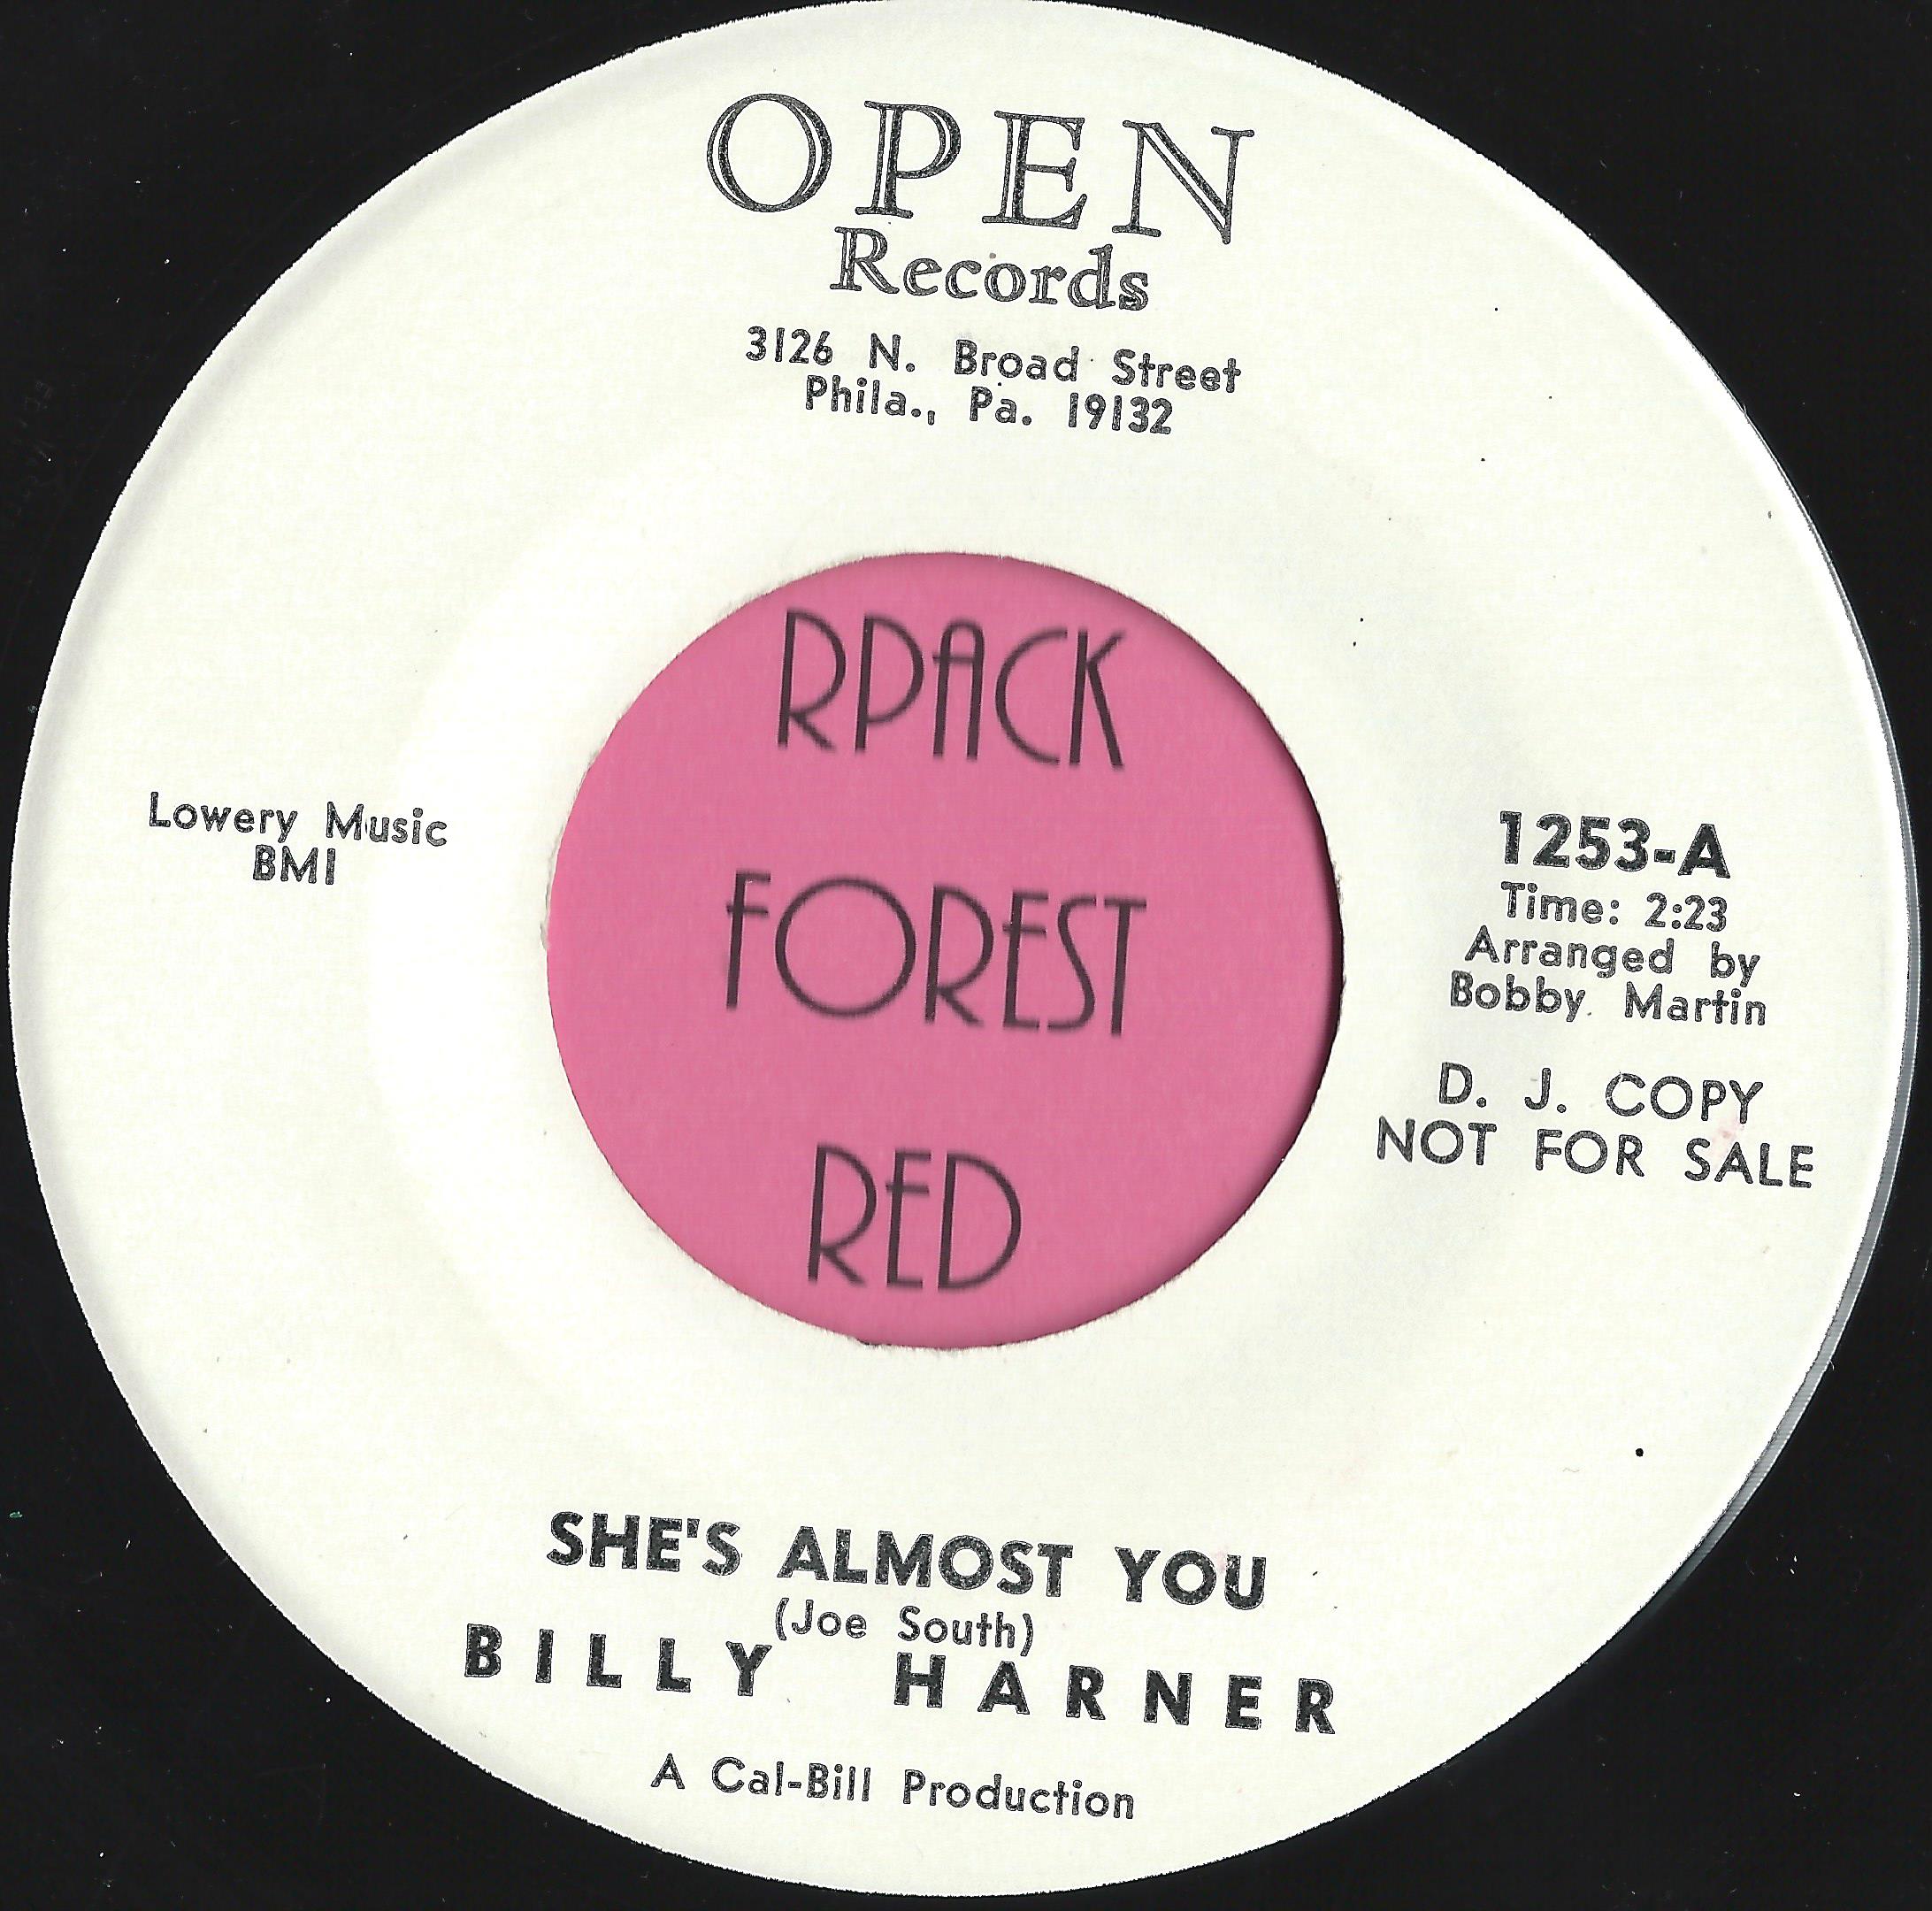 OPEN
Records
3126 N. Broad Street
Phila., Pa. 19132
RPACK
FOREST
RED
Lowery Music
BMI
1253-A
Time: 2:23
Arranged by
Bobby Martin
D. J. COPY
NOT FOR SALE
SHE'S ALMOST YOU
(Joe South)
BILLY HARNER
A Cal-Bill Production